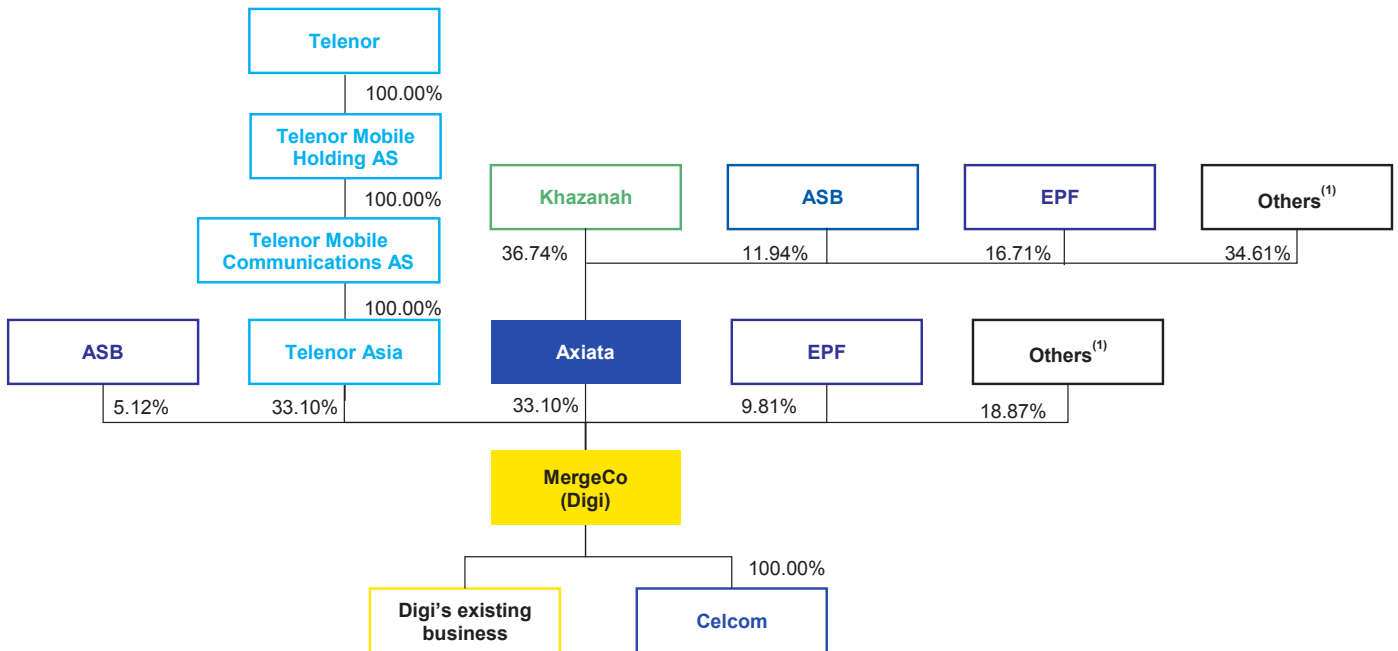 Telenor
100.00%
Telenor Mobile
Holding AS
100.00%
Telenor Mobile
Communications AS
100.00%
Khazanah
ASB
EPF
Others(1)
36.74%
11.94%
16.71%
34.61%
ASB
Telenor Asia
Axiata
EPF
Others(1)
5.12%
33.10%
33.10%
9.81%
18.87%
MergeCo
(Digi)
100.00%
Digi’s existing
business
Celcom